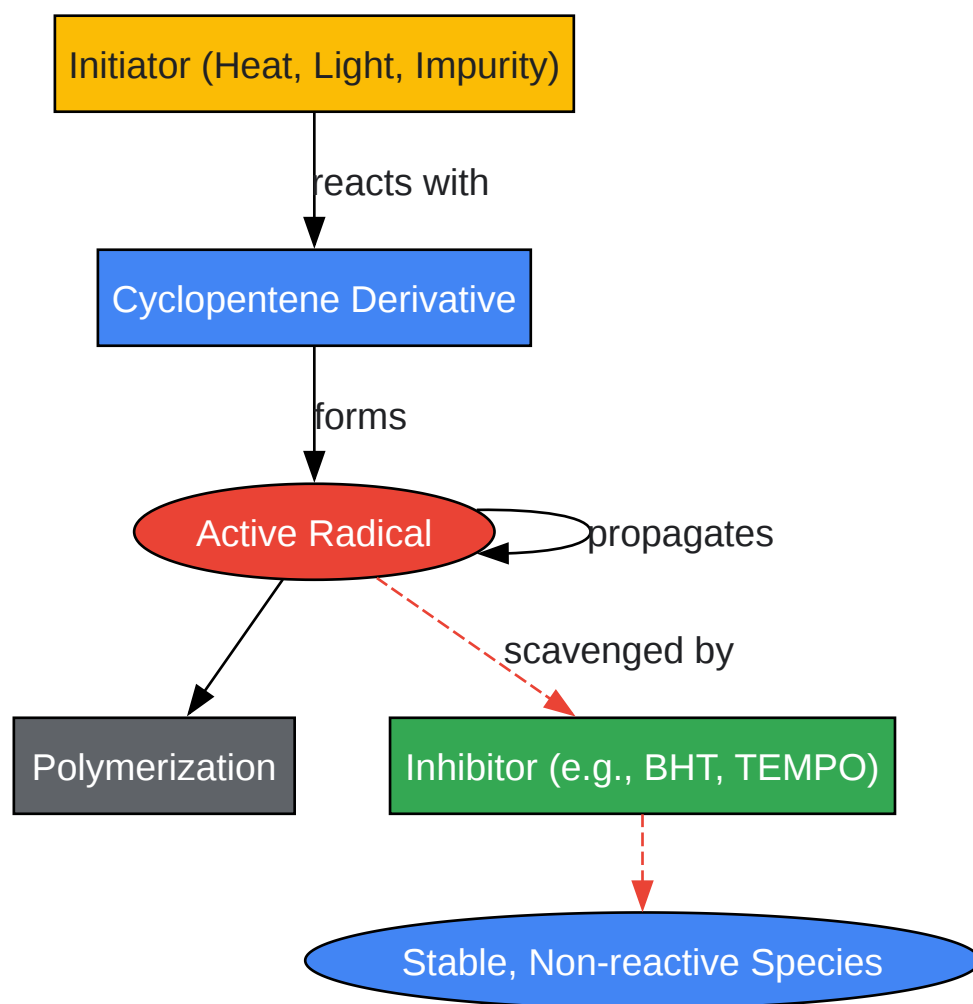 Initiator (Heat, Light, Impurity)
reacts with
Cyclopentene Derivative
forms
Active Radical
propagates
scavenged by
Polymerization
Inhibitor (e.g., BHT, TEMPO)
Stable, Non-reactive Species